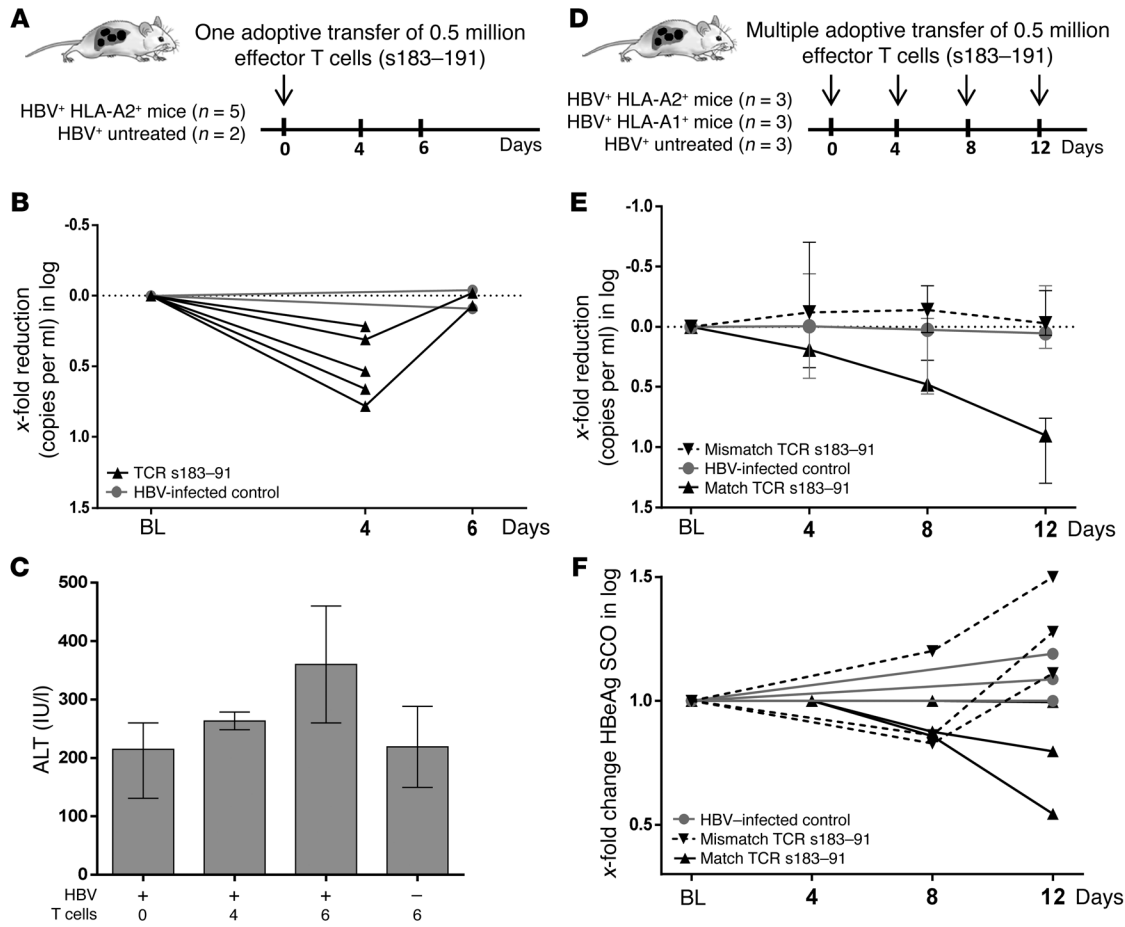 A
One adoptive transfer of 0.5 million
effector T cells (s183–191)
HBV⁺ HLA-A2⁺ mice (n = 5)
HBV⁺ untreated (n = 2)
0
4
6
Days
D
Multiple adoptive transfer of 0.5 million
effector T cells (s183–191)
HBV⁺ HLA-A2⁺ mice (n = 3)
HBV⁺ HLA-A1⁺ mice (n = 3)
HBV⁺ untreated (n = 3)
0
4
8
12
Days
B
x-fold reduction
(copies per ml) in log
-0.5
0.0
0.5
1.0
1.5
TCR s183–91
HBV-infected control
BL
4
6
Days
E
x-fold reduction
(copies per ml) in log
-1.0
-0.5
0.0
0.5
1.0
1.5
Mismatch TCR s183–91
HBV-infected control
Match TCR s183–91
BL
4
8
12
Days
C
ALT (IU/l)
500
400
300
200
100
0
HBV + + + –
T cells 0 4 6 6
F
x-fold change HBeAg SCO in log
1.5
1.0
0.5
HBV–infected control
Mismatch TCR s183–91
Match TCR s183–91
BL
4
8
12
Days